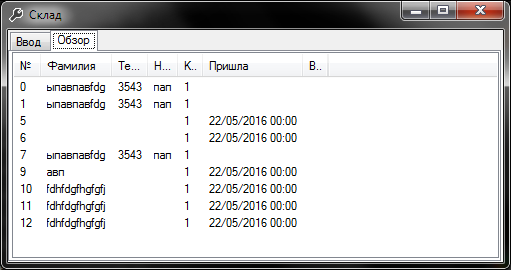 Склад
Ввод Обзор
№ Фамилия Те... Н... К.. Пришла В..
0 ыпавпавfdg 3543 пап 1
1 ыпавпавfdg 3543 пап 1
5 1 22/05/2016 00:00
6 1 22/05/2016 00:00
7 ыпавпавfdg 3543 пап 1
9 авп 1 22/05/2016 00:00
10 fdhfdgfhgfgfj 1 22/05/2016 00:00
11 fdhfdgfhgfgfj 1 22/05/2016 00:00
12 fdhfdgfhgfgfj 1 22/05/2016 00:00